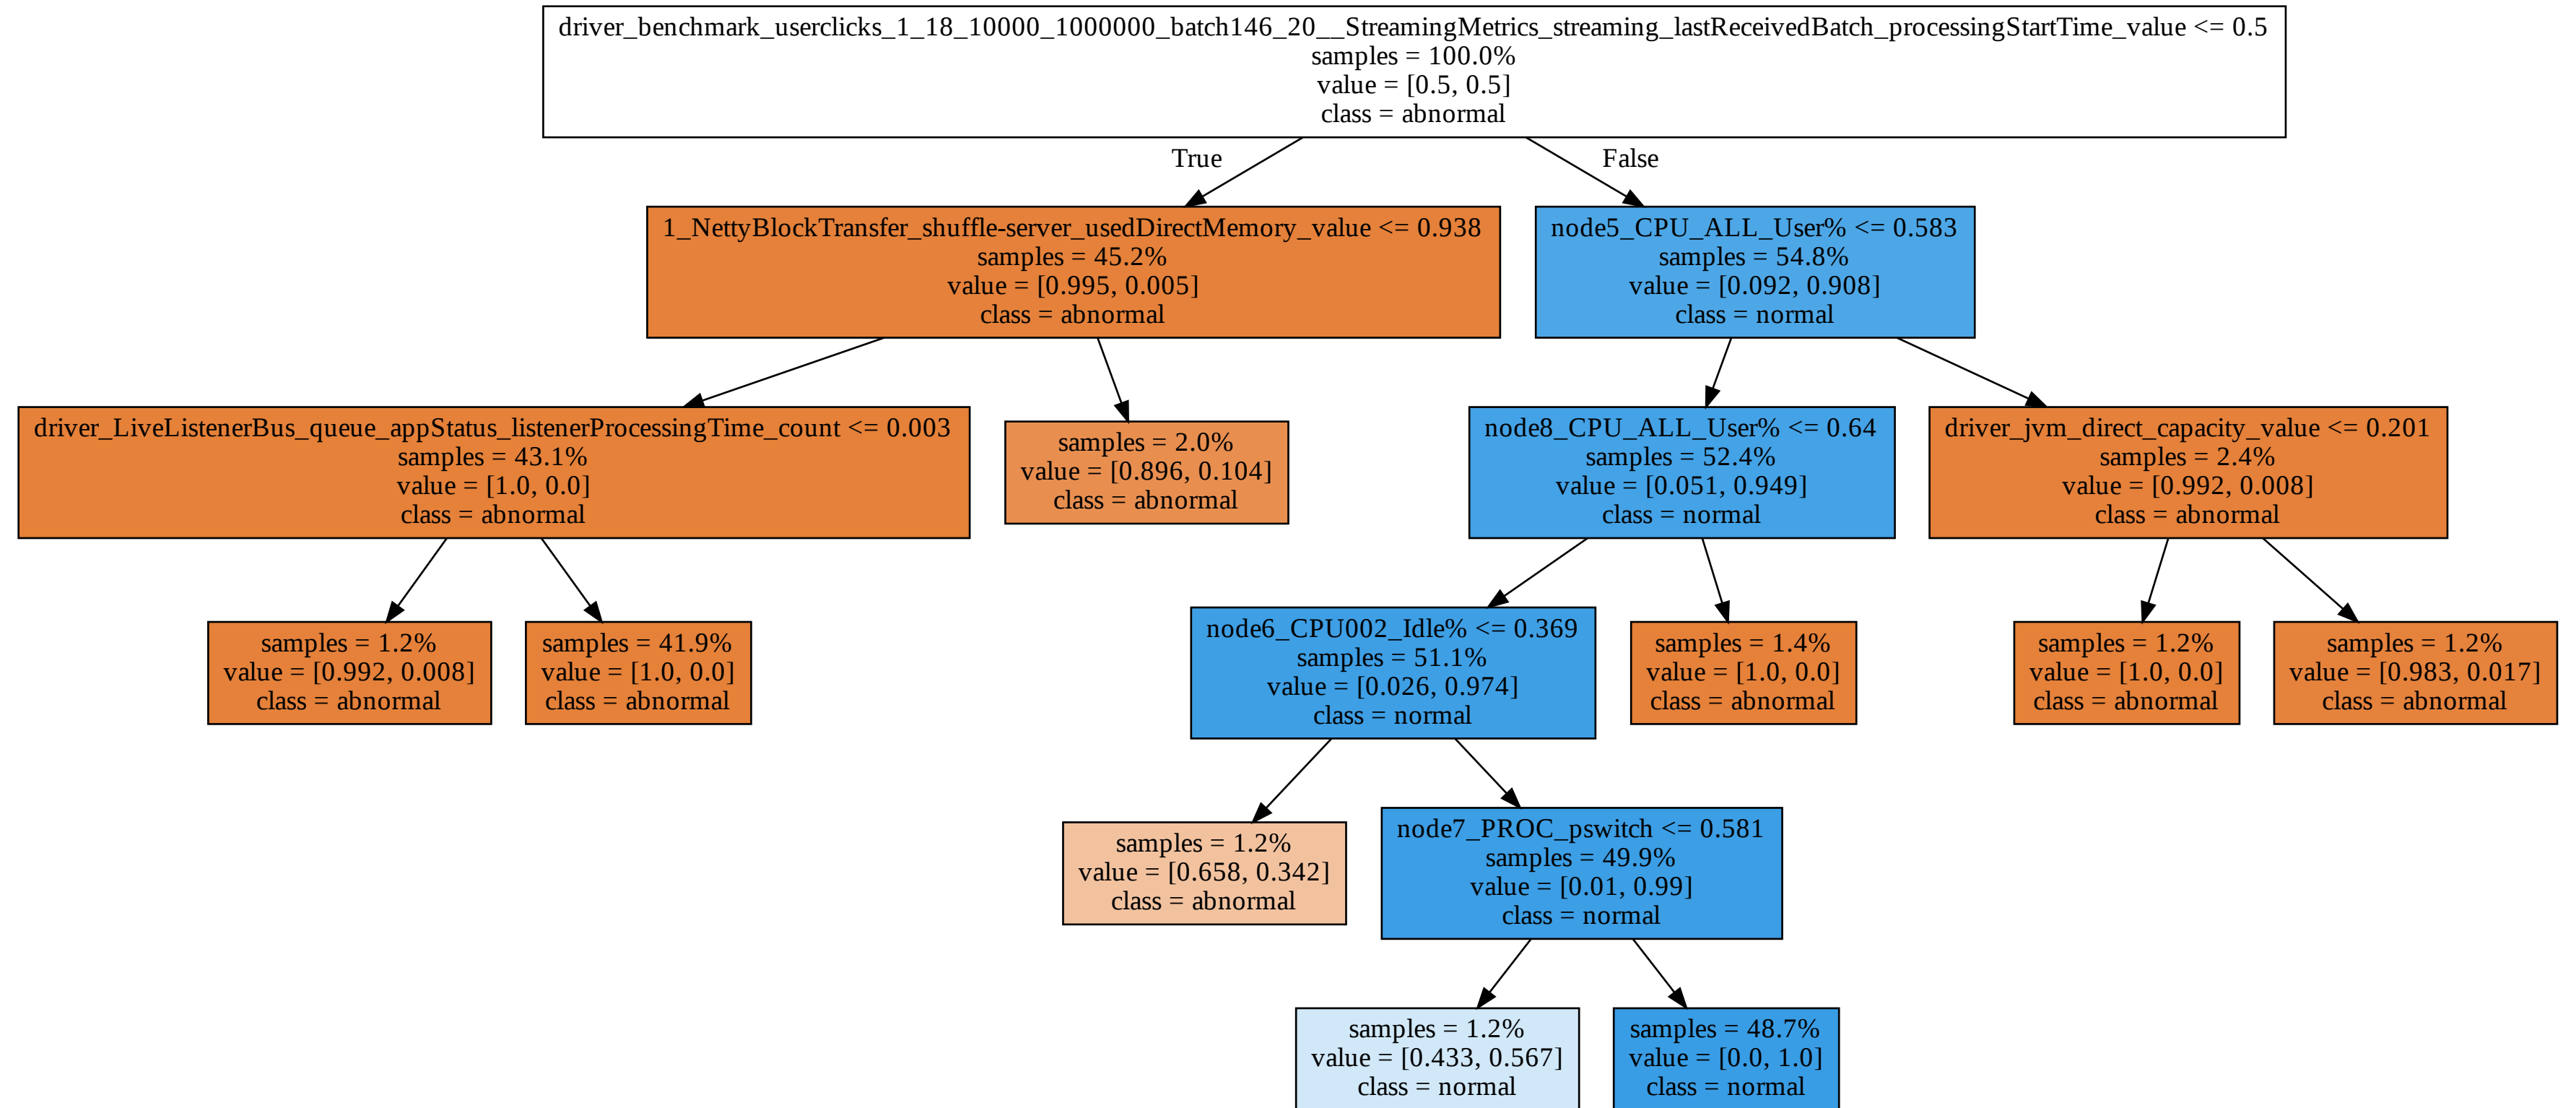 driver_benchmark_userclicks_1_18_10000_1000000_batch146_20__StreamingMetrics_streaming_lastReceivedBatch_processingStartTime_value <= 0.5
samples = 100.0%
value = [0.5, 0.5]
class = abnormal
True
False
1_NettyBlockTransfer_shuffle-server_usedDirectMemory_value <= 0.938
samples = 45.2%
value = [0.995, 0.005]
class = abnormal
node5_CPU_ALL_User% <= 0.583
samples = 54.8%
value = [0.092, 0.908]
class = normal
driver_LiveListenerBus_queue_appStatus_listenerProcessingTime_count <= 0.003
samples = 43.1%
value = [1.0, 0.0]
class = abnormal
samples = 2.0%
value = [0.896, 0.104]
class = abnormal
node8_CPU_ALL_User% <= 0.64
samples = 52.4%
value = [0.051, 0.949]
class = normal
driver_jvm_direct_capacity_value <= 0.201
samples = 2.4%
value = [0.992, 0.008]
class = abnormal
samples = 1.2%
value = [0.992, 0.008]
class = abnormal
samples = 41.9%
value = [1.0, 0.0]
class = abnormal
node6_CPU002_Idle% <= 0.369
samples = 51.1%
value = [0.026, 0.974]
class = normal
samples = 1.4%
value = [1.0, 0.0]
class = abnormal
samples = 1.2%
value = [1.0, 0.0]
class = abnormal
samples = 1.2%
value = [0.983, 0.017]
class = abnormal
samples = 1.2%
value = [0.658, 0.342]
class = abnormal
node7_PROC_pswitch <= 0.581
samples = 49.9%
value = [0.01, 0.99]
class = normal
samples = 1.2%
value = [0.433, 0.567]
class = normal
samples = 48.7%
value = [0.0, 1.0]
class = normal